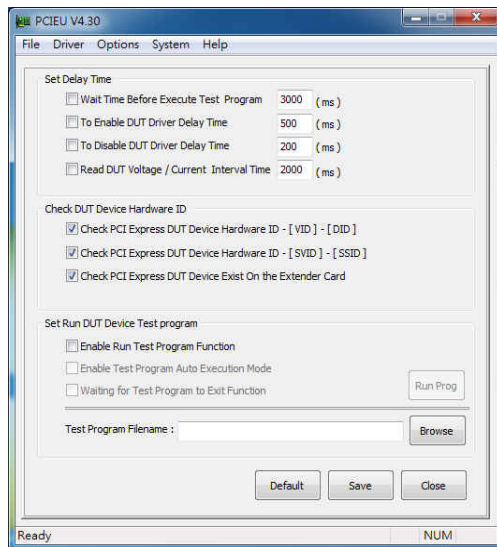 PCIEU V4.30
File Driver Options System Help
Set Delay Time
Wait Time Before Execute Test Program 3000 ( ms )
To Enable DUT Driver Delay Time 500 ( ms )
To Disable DUT Driver Delay Time 200 ( ms )
Read DUT Voltage / Current Interval Time 2000 ( ms )
Check DUT Device Hardware ID
Check PCI Express DUT Device Hardware ID - [ VID ] - [ DID ]
Check PCI Express DUT Device Hardware ID - [ SVID ] - [ SSID ]
Check PCI Express DUT Device Exist On the Extender Card
Set Run DUT Device Test program
Enable Run Test Program Function
Enable Test Program Auto Execution Mode
Waiting for Test Program to Exit Function
Run Prog
Test Program Filename :
Browse
Default Save Close
Ready NUM